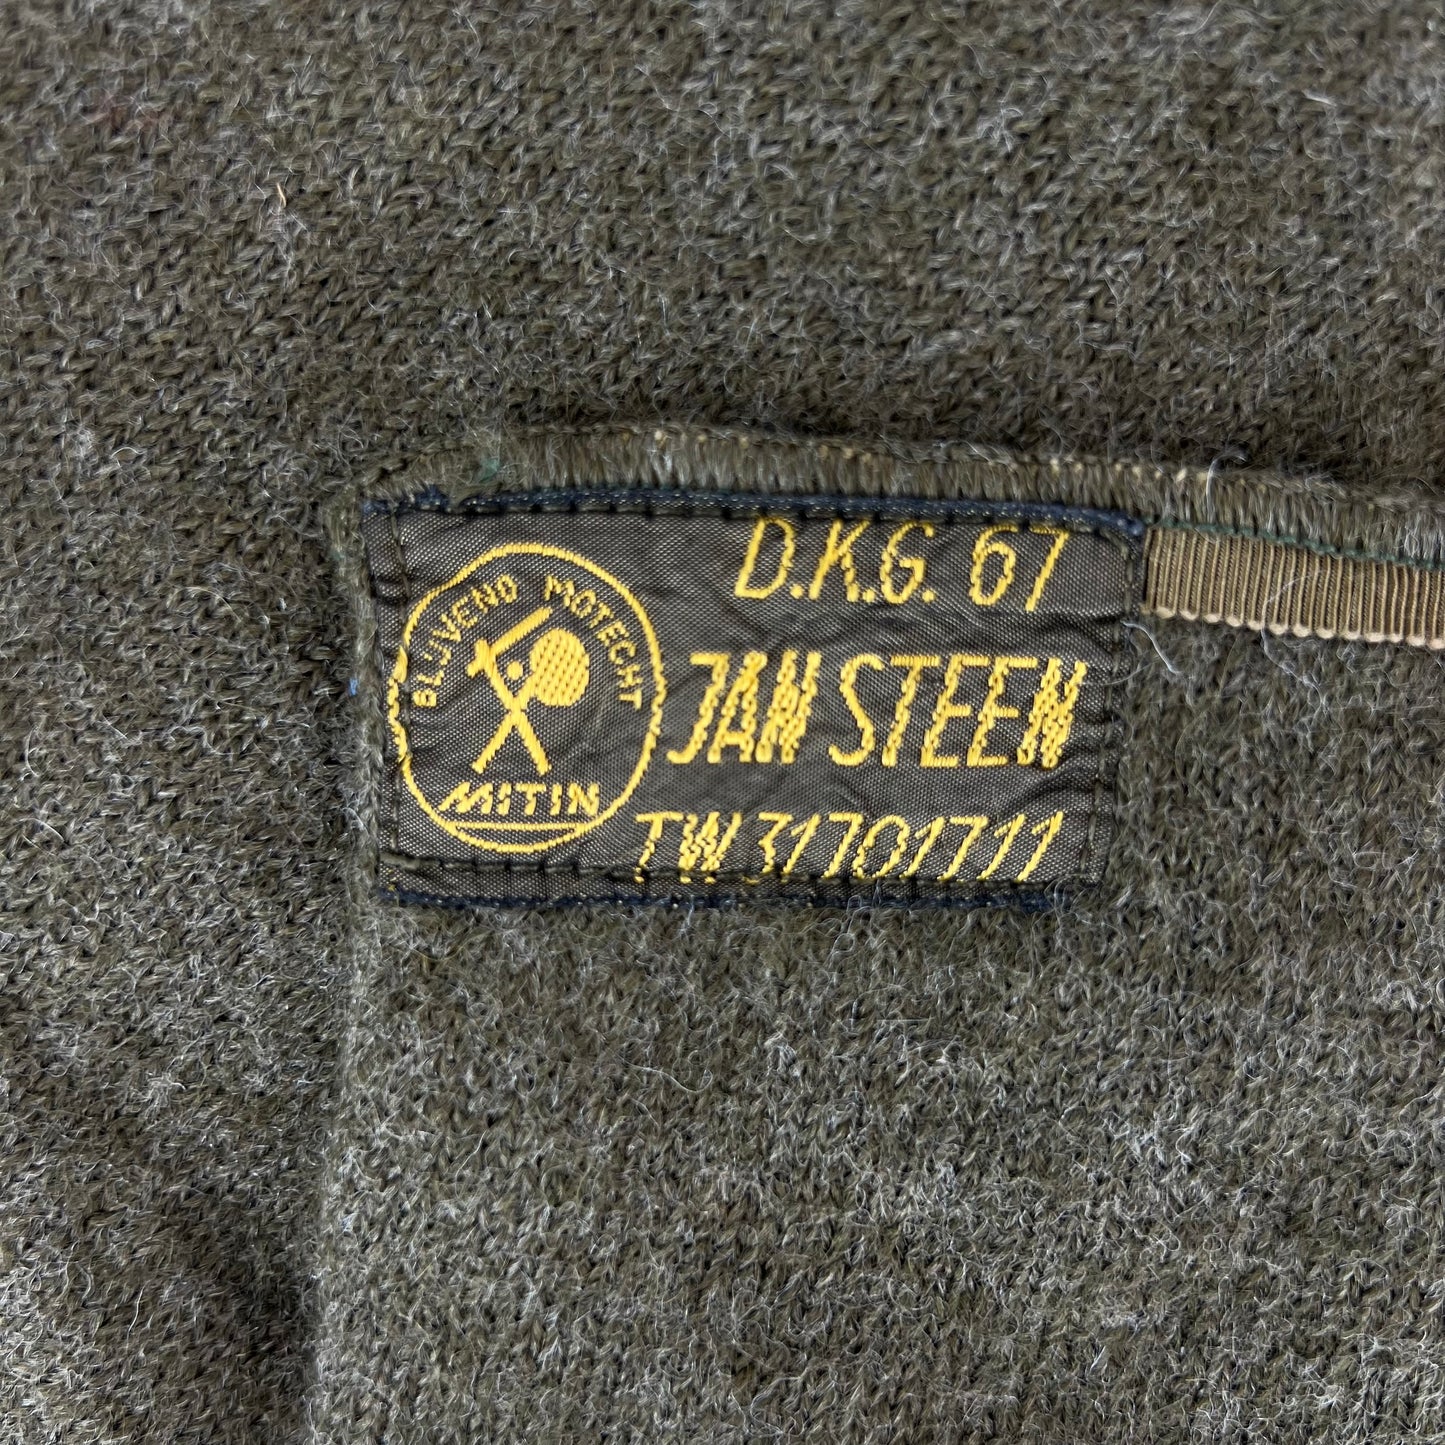 D.K.G. 67
BLIJVEND MOTECHT
MITIN
JAN STEEN
TW 31701711